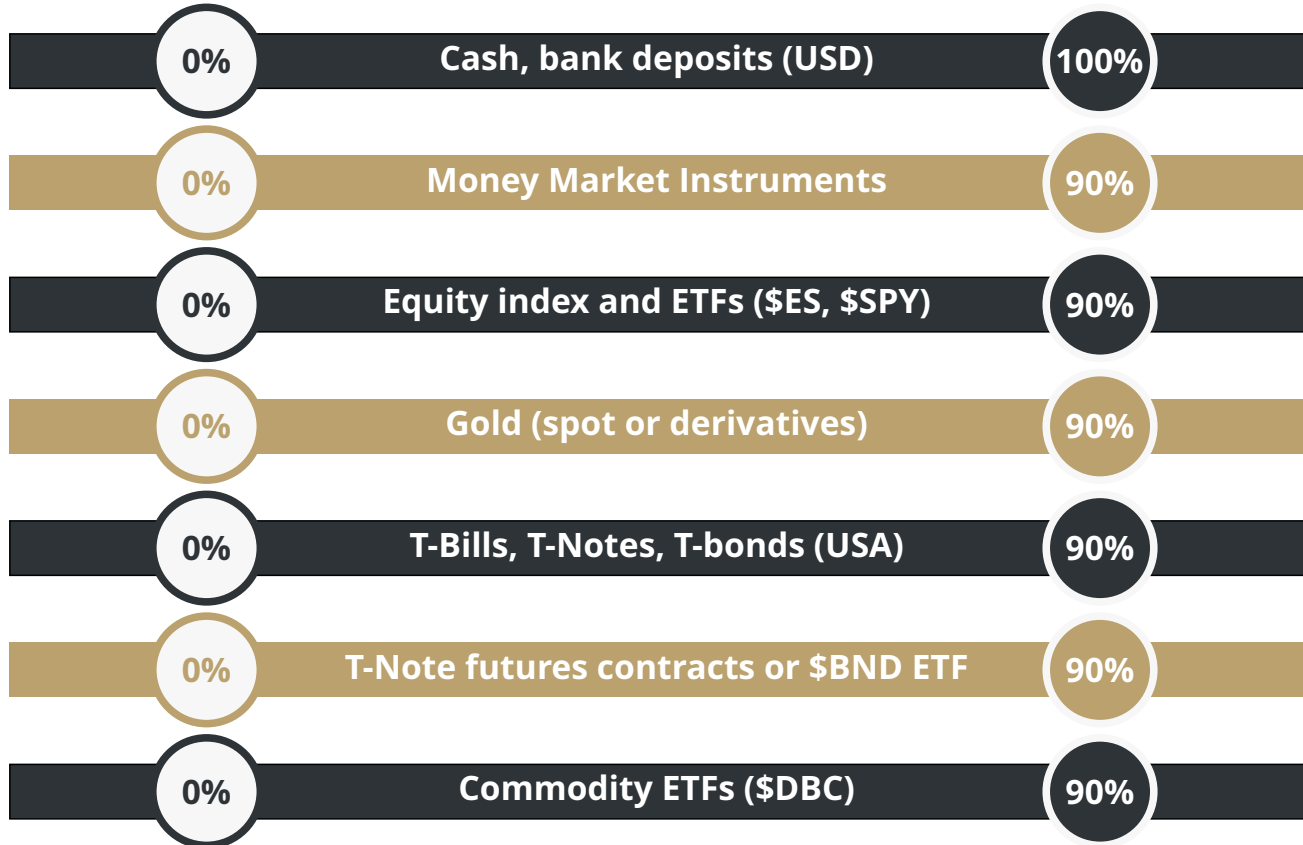 0% Cash, bank deposits (USD) 100%
0% Money Market Instruments 90%
0% Equity index and ETFs ($ES, $SPY) 90%
0% Gold (spot or derivatives) 90%
0% T-Bills, T-Notes, T-bonds (USA) 90%
0% T-Note futures contracts or $BND ETF 90%
0% Commodity ETFs ($DBC) 90%